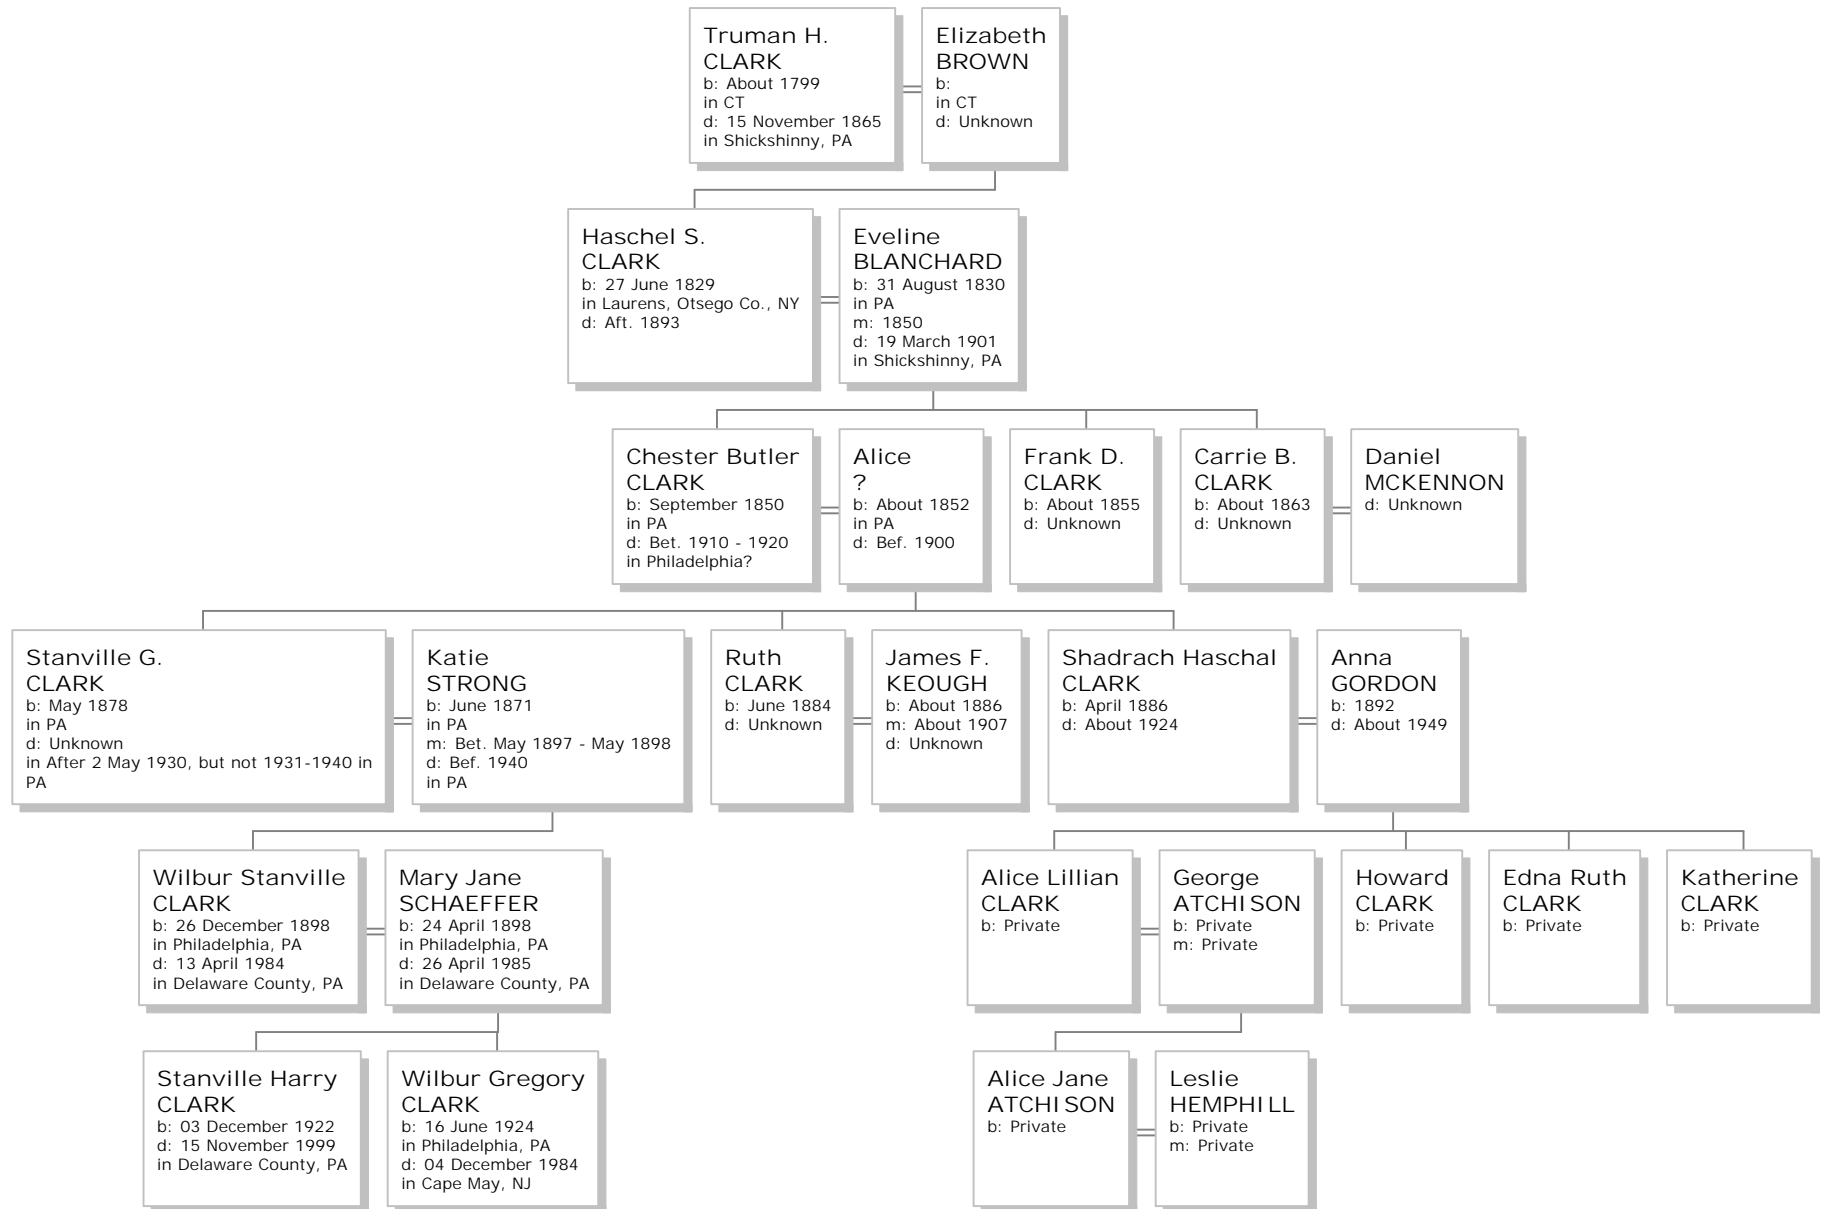 Truman H.
CLARK
b: About 1799
in CT
d: 15 November 1865
in Shickshinny, PA
Elizabeth
BROWN
b:
in CT
d: Unknown
Haschel S.
CLARK
b: 27 June 1829
in Laurens, Otsego Co., NY
d: Aft. 1893
Eveline
BLANCHARD
b: 31 August 1830
in PA
m: 1850
d: 19 March 1901
in Shickshinny, PA
Chester Butler
CLARK
b: September 1850
in PA
d: Bet. 1910 - 1920
in Philadelphia?
Alice
?
b: About 1852
in PA
d: Bef. 1900
Frank D.
CLARK
b: About 1855
d: Unknown
Carrie B.
CLARK
b: About 1863
d: Unknown
Daniel
MCKENNON
d: Unknown
Stanville G.
CLARK
b: May 1878
in PA
d: Unknown
in After 2 May 1930, but not 1931-1940 in
PA
Katie
STRONG
b: June 1871
in PA
m: Bet. May 1897 - May 1898
d: Bef. 1940
in PA
Ruth
CLARK
b: June 1884
d: Unknown
James F.
KEOUGH
b: About 1886
m: About 1907
d: Unknown
Shadrach Haschal
CLARK
b: April 1886
d: About 1924
Anna
GORDON
b: 1892
d: About 1949
Wilbur Stanville
CLARK
b: 26 December 1898
in Philadelphia, PA
d: 13 April 1984
in Delaware County, PA
Mary Jane
SCHAEFFER
b: 24 April 1898
in Philadelphia, PA
d: 26 April 1985
in Delaware County, PA
Alice Lillian
CLARK
b: Private
George
ATCHISON
b: Private
m: Private
Howard
CLARK
b: Private
Edna Ruth
CLARK
b: Private
Katherine
CLARK
b: Private
Stanville Harry
CLARK
b: 03 December 1922
d: 15 November 1999
in Delaware County, PA
Wilbur Gregory
CLARK
b: 16 June 1924
in Philadelphia, PA
d: 04 December 1984
in Cape May, NJ
Alice Jane
ATCHISON
b: Private
Leslie
HEMPHILL
b: Private
m: Private